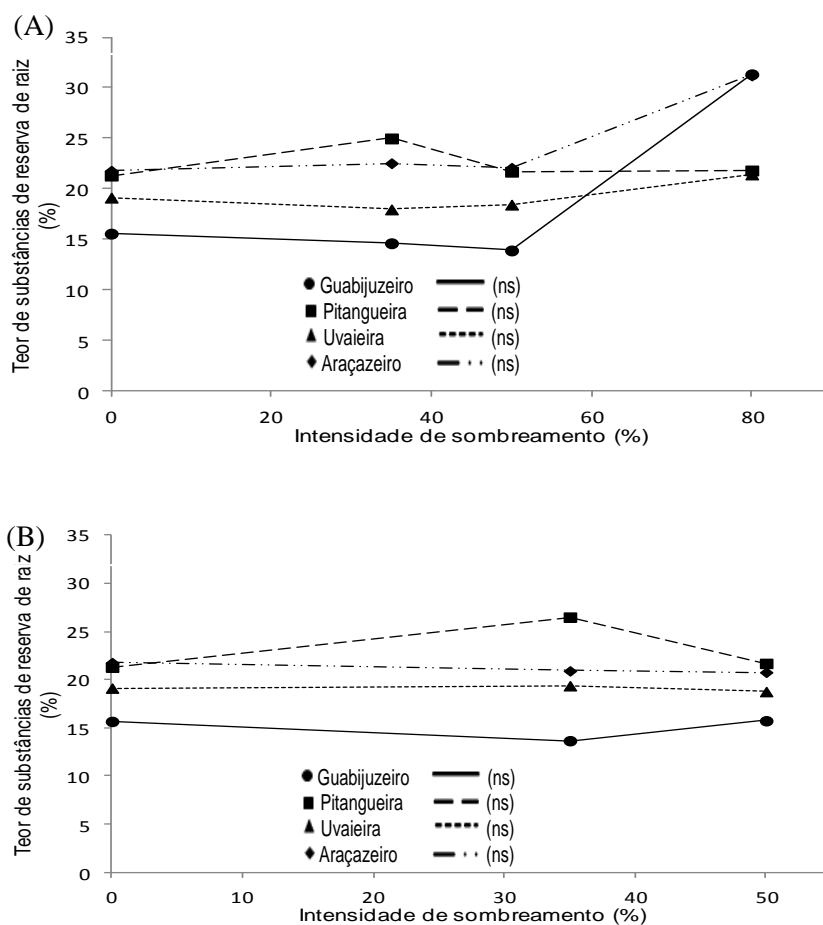 (A)
35
30
25
20
15
10
5
0
Teor de substâncias de reserva de raiz
(%)
Guabijuzeiro (ns)
Pitangueira (ns)
Uvaieira (ns)
Araçazeiro (ns)
0 20 40 60 80
Intensidade de sombreamento (%)
(B)
35
30
25
20
15
10
5
0
Teor de substâncias de reserva de ra z
(%)
Guabijuzeiro (ns)
Pitangueira (ns)
Uvaieira (ns)
Araçazeiro (ns)
0 10 20 30 40 50
Intensidade de sombreamento (%)